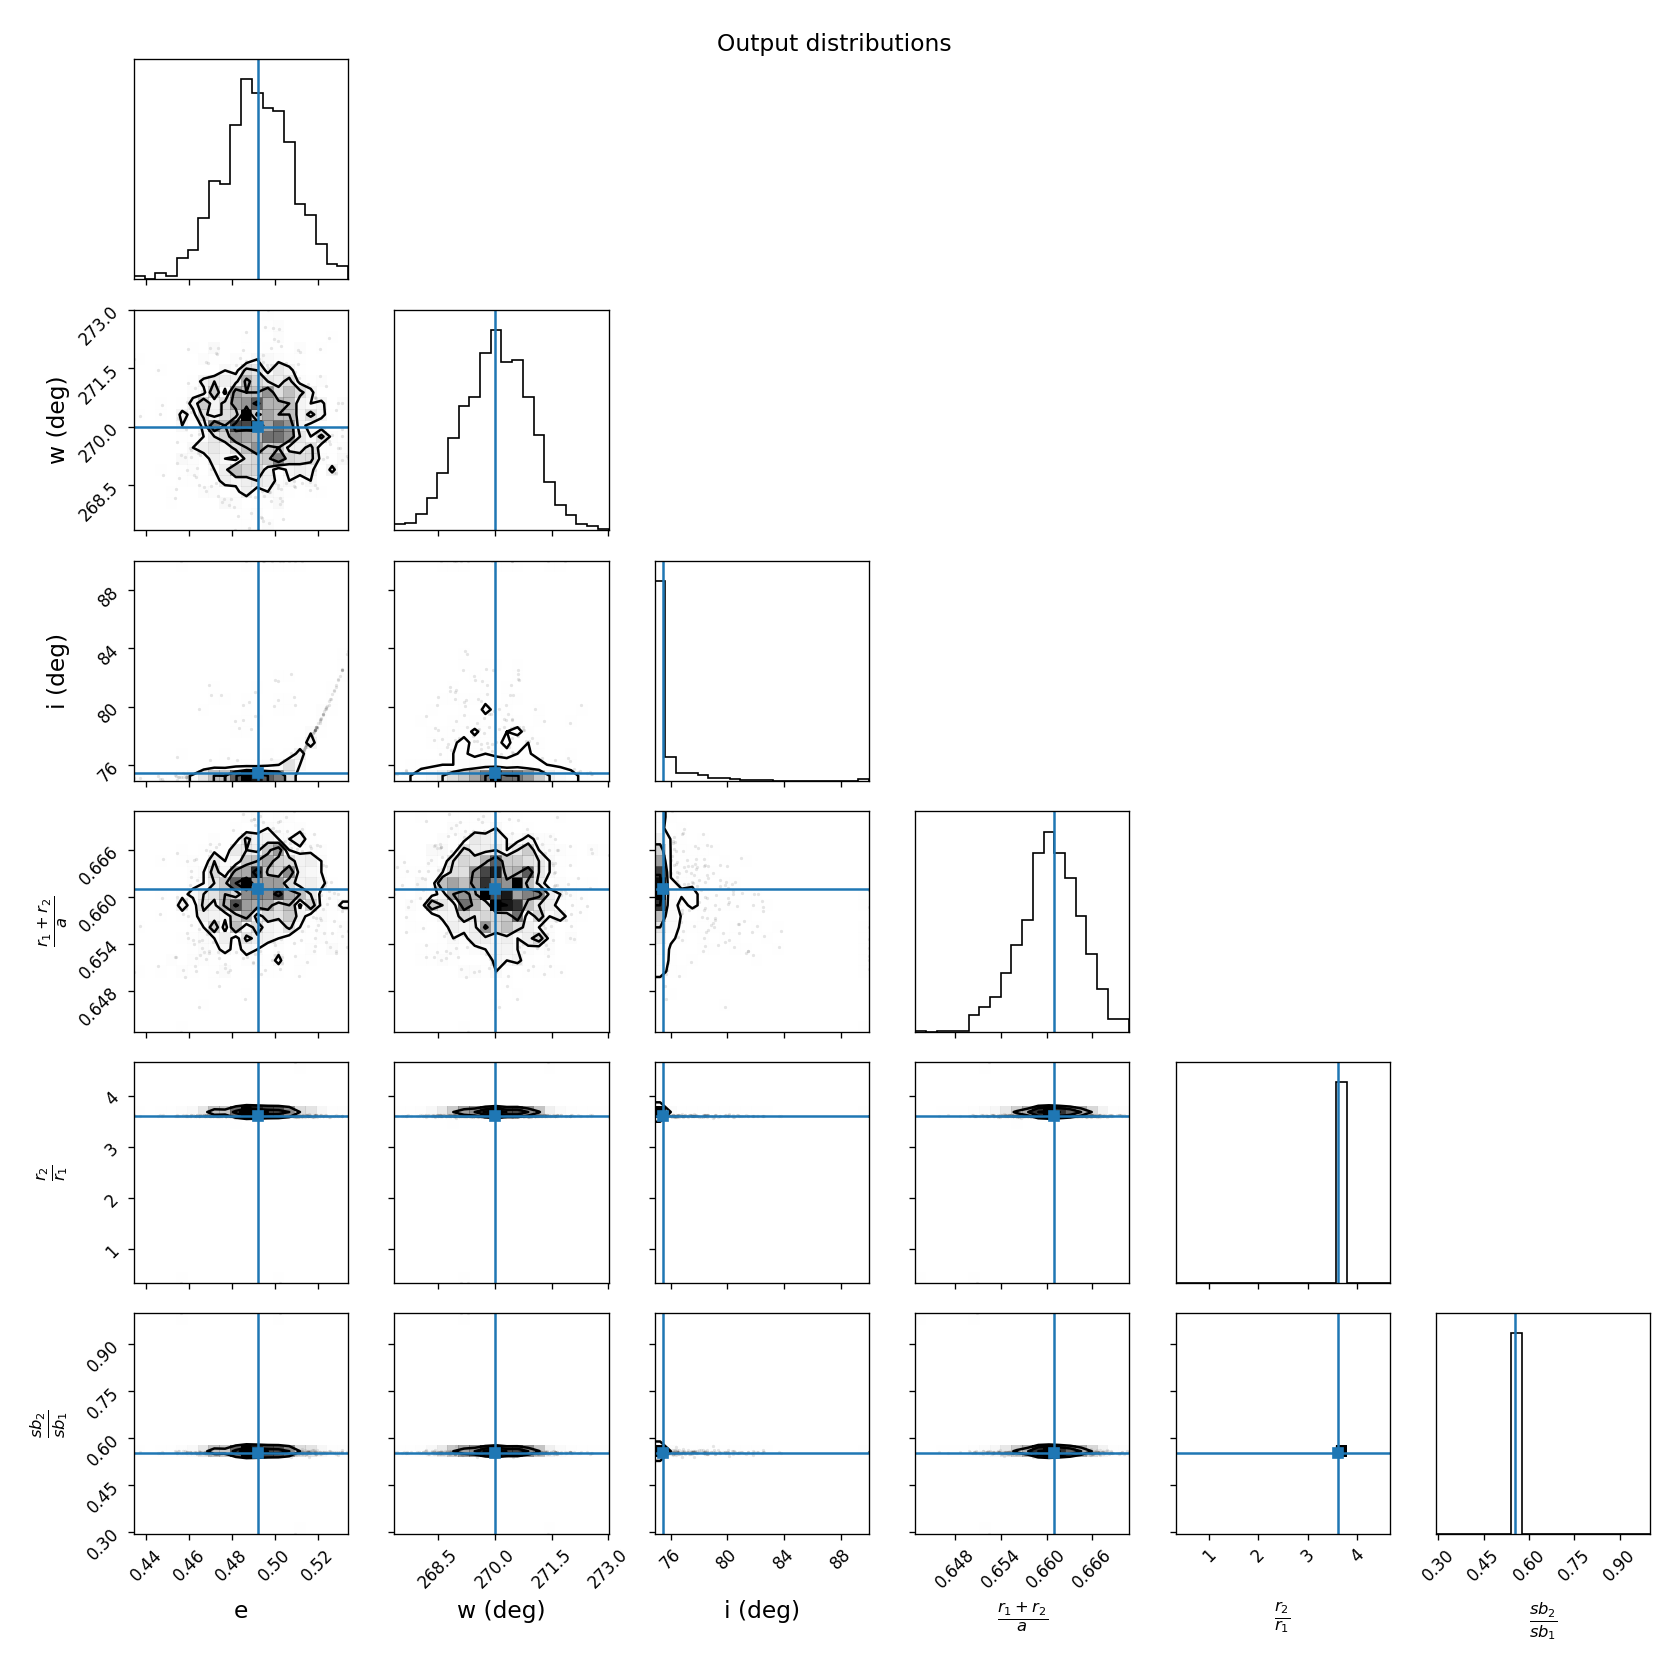 Output distributions
w (deg)
273.0
271.5
270.0
268.5
i (deg)
88
84
80
76
r1 + r2
a
0.666
0.660
0.654
0.648
r2
r1
4
3
2
1
sb2
sb1
0.90
0.75
0.60
0.45
0.30
0.44 0.46 0.48 0.50 0.52
268.5 270.0 271.5 273.0
76 80 84 88
0.648 0.654 0.660 0.666
1 2 3 4
0.30 0.45 0.60 0.75 0.90
e
w (deg)
i (deg)
r1 + r2
a
r2
r1
sb2
sb1